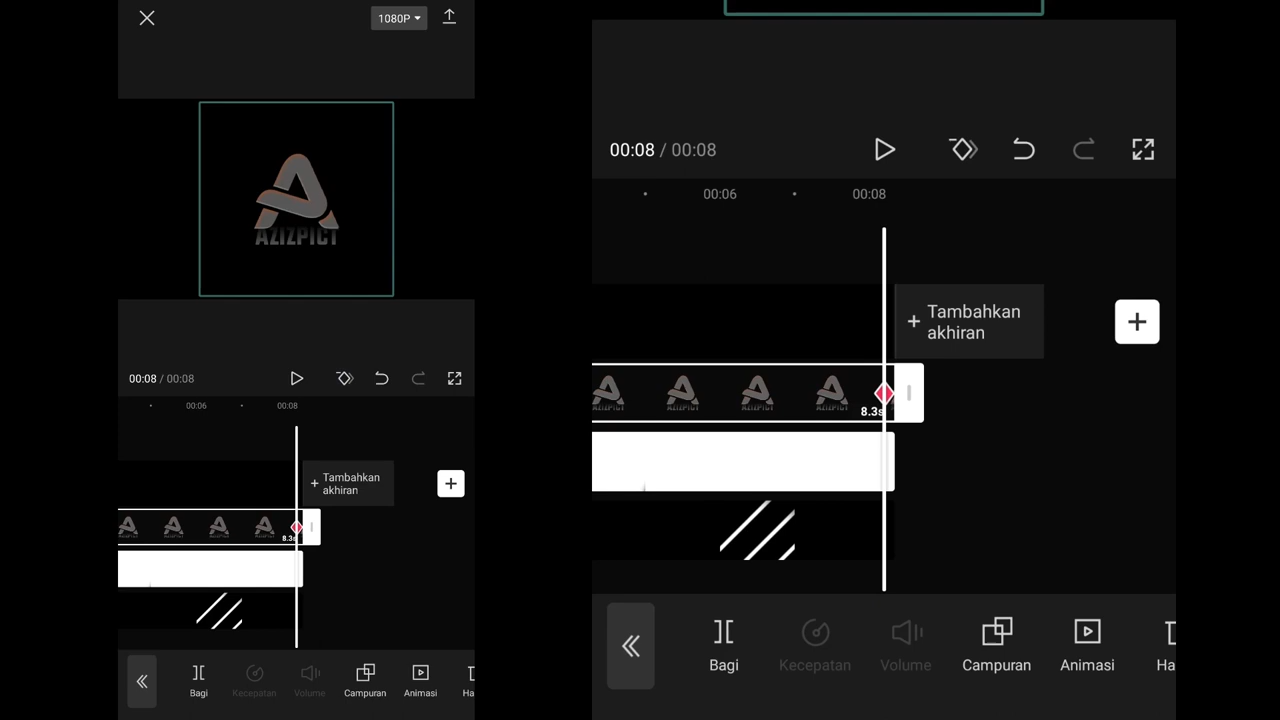 1080P
AZIZPICT
00:08 / 00:08
00:06
00:08
+ Tambahkan
akhiran
+
8.3s
Bagi
Kecepatan
Volume
Campuran
Animasi
00:08 / 00:08
00:06
00:08
+ Tambahkan
akhiran
+
8.3s
Bagi
Kecepatan
Volume
Campuran
Animasi
Ha